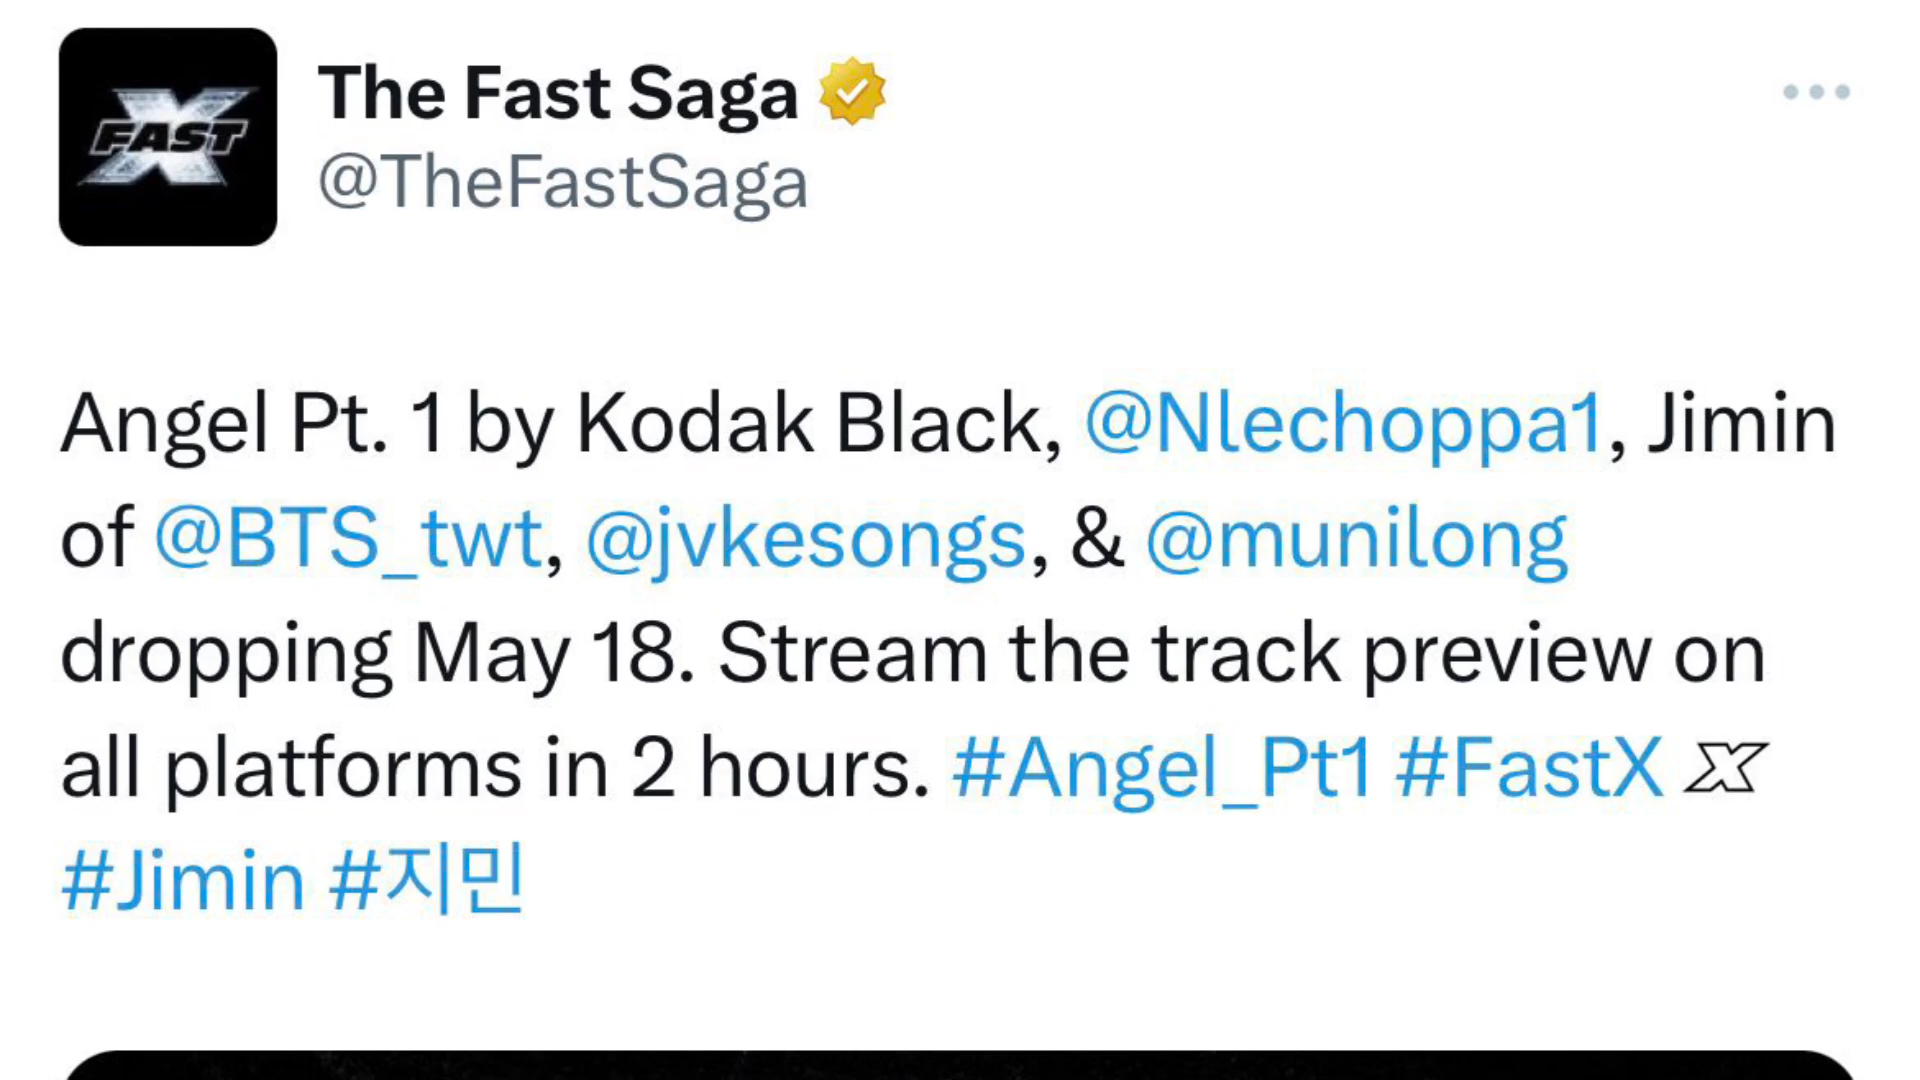 FAST X
The Fast Saga
@TheFastSaga
Angel Pt. 1 by Kodak Black, @Nlechoppa1, Jimin
of @BTS_twt, @jvkesongs, & @munilong
dropping May 18. Stream the track preview on
all platforms in 2 hours. #Angel_Pt1 #FastX X
#Jimin #지민